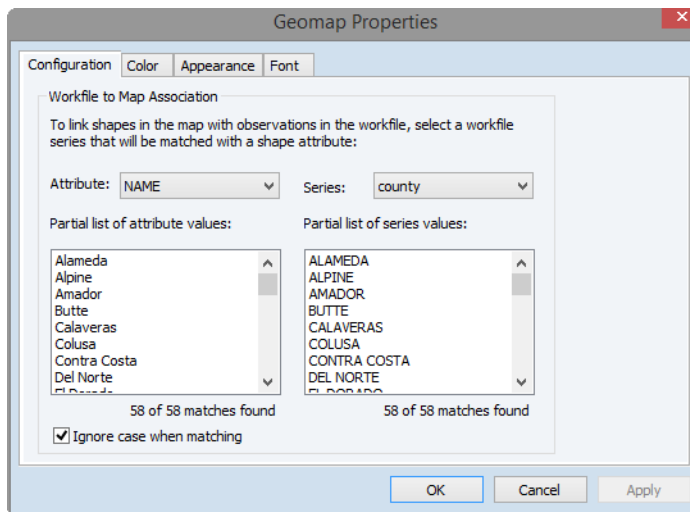 Geomap Properties
Configuration Color Appearance Font
Workfile to Map Association
To link shapes in the map with observations in the workfile, select a workfile
series that will be matched with a shape attribute:
Attribute: NAME Series: county
Partial list of attribute values: Partial list of series values:
Alameda ALAMEDA
Alpine ALPINE
Amador AMADOR
Butte BUTTE
Calaveras CALAVERAS
Colusa COLUSA
Contra Costa CONTRA COSTA
Del Norte DEL NORTE
El Dorado EL DORADO
58 of 58 matches found 58 of 58 matches found
Ignore case when matching
OK Cancel Apply